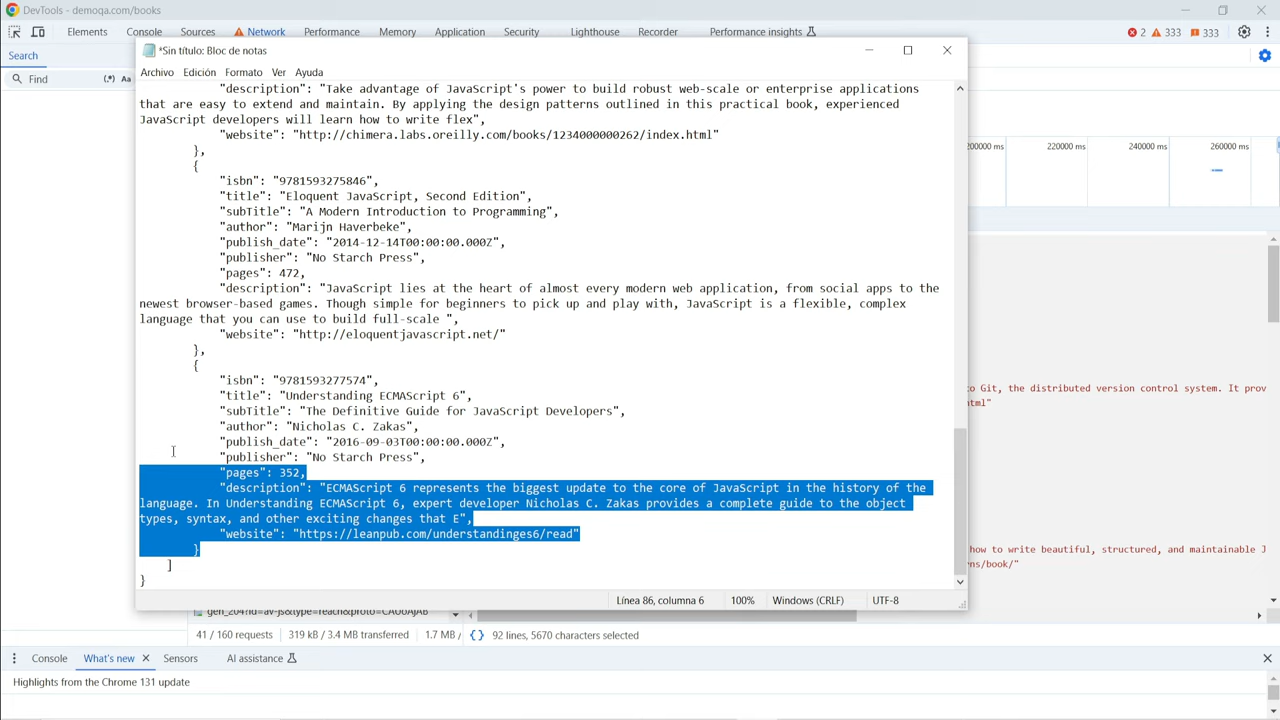 DevTools - demoqa.com/books
Elements Console Sources Network Performance Memory Application Security Lighthouse Recorder Performance insights 2 333 333
Search
Find (.*) Aa
*Sin título: Bloc de notas
Archivo Edición Formato Ver Ayuda
"description": "Take advantage of JavaScript's power to build robust web-scale or enterprise applications
that are easy to extend and maintain. By applying the design patterns outlined in this practical book, experienced
JavaScript developers will learn how to write flex",
"website": "http://chimera.labs.oreilly.com/books/1234000000262/index.html"
},
{
"isbn": "9781593275846",
"title": "Eloquent JavaScript, Second Edition",
"subTitle": "A Modern Introduction to Programming",
"author": "Marijn Haverbeke",
"publish_date": "2014-12-14T00:00:00.000Z",
"publisher": "No Starch Press",
"pages": 472,
"description": "JavaScript lies at the heart of almost every modern web application, from social apps to the
newest browser-based games. Though simple for beginners to pick up and play with, JavaScript is a flexible, complex
language that you can use to build full-scale ",
"website": "http://eloquentjavascript.net/"
},
{
"isbn": "9781593277574",
"title": "Understanding ECMAScript 6",
"subTitle": "The Definitive Guide for JavaScript Developers",
"author": "Nicholas C. Zakas",
"publish_date": "2016-09-03T00:00:00.000Z",
"publisher": "No Starch Press",
"pages": 352,
"description": "ECMAScript 6 represents the biggest update to the core of JavaScript in the history of the
language. In Understanding ECMAScript 6, expert developer Nicholas C. Zakas provides a complete guide to the object
types, syntax, and other exciting changes that E",
"website": "https://leanpub.com/understandinges6/read"
}
]
}
Línea 86, columna 6 100% Windows (CRLF) UTF-8
200000 ms 220000 ms 240000 ms 260000 ms
to Git, the distributed version control system. It prov
tml"
how to write beautiful, structured, and maintainable J
rns/book/"
41 / 160 requests 319 kB / 3.4 MB transferred 1.7 MB / {} 92 lines, 5670 characters selected
Console What's new Sensors AI assistance
Highlights from the Chrome 131 update